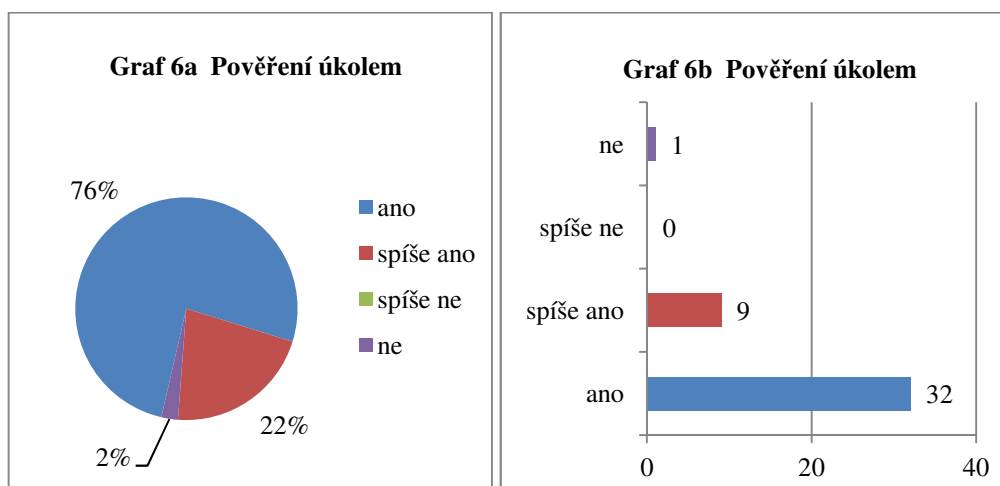 Graf 6a  Pověření úkolem
76%
22%
2%
ano
spíše ano
spíše ne
ne
Graf 6b  Pověření úkolem
ne
1
spíše ne
0
spíše ano
9
ano
32
0
20
40